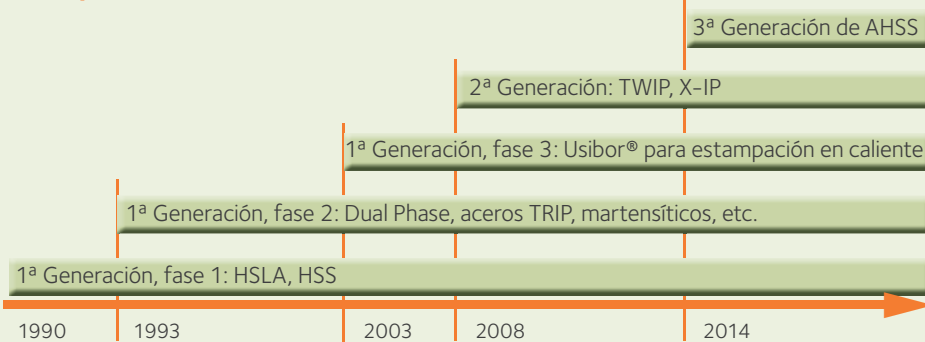 3ª Generación de AHSS
2ª Generación: TWIP, X-IP
1ª Generación, fase 3: Usibor® para estampación en caliente
1ª Generación, fase 2: Dual Phase, aceros TRIP, martensíticos, etc.
1ª Generación, fase 1: HSLA, HSS
1990 1993 2003 2008 2014